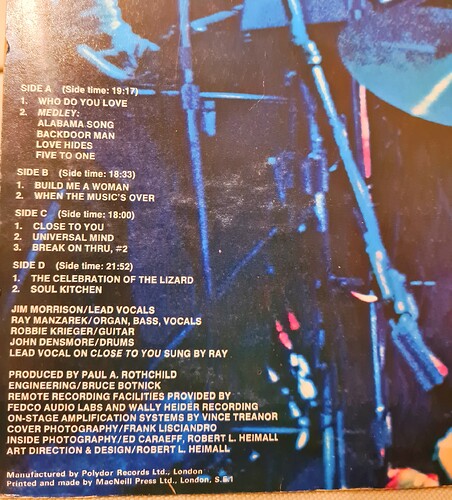 SIDE A (Side time: 19:17)
1. WHO DO YOU LOVE
2. MEDLEY:
ALABAMA SONG
BACKDOOR MAN
LOVE HIDES
FIVE TO ONE
SIDE B (Side time: 18:33)
1. BUILD ME A WOMAN
2. WHEN THE MUSIC'S OVER
SIDE C (Side time: 18:00)
1. CLOSE TO YOU
2. UNIVERSAL MIND
3. BREAK ON THRU, #2
SIDE D (Side time: 21:52)
1. THE CELEBRATION OF THE LIZARD
2. SOUL KITCHEN
JIM MORRISON/LEAD VOCALS
RAY MANZAREK/ORGAN, BASS, VOCALS
ROBBIE KRIEGER/GUITAR
JOHN DENSMORE/DRUMS
LEAD VOCAL ON CLOSE TO YOU SUNG BY RAY
PRODUCED BY PAUL A. ROTHCHILD
ENGINEERING/BRUCE BOTNICK
REMOTE RECORDING FACILITIES PROVIDED BY
FEDCO AUDIO LABS AND WALLY HEIDER RECORDING
ON-STAGE AMPLIFICATION SYSTEMS BY VINCE TREANOR
COVER PHOTOGRAPHY/FRANK LISCIANDRO
INSIDE PHOTOGRAPHY/ED CARAEFF, ROBERT L. HEIMALL
ART DIRECTION & DESIGN/ROBERT L. HEIMALL
Manufactured by Polydor Records Ltd., London
Printed and made by MacNeill Press Ltd., London,